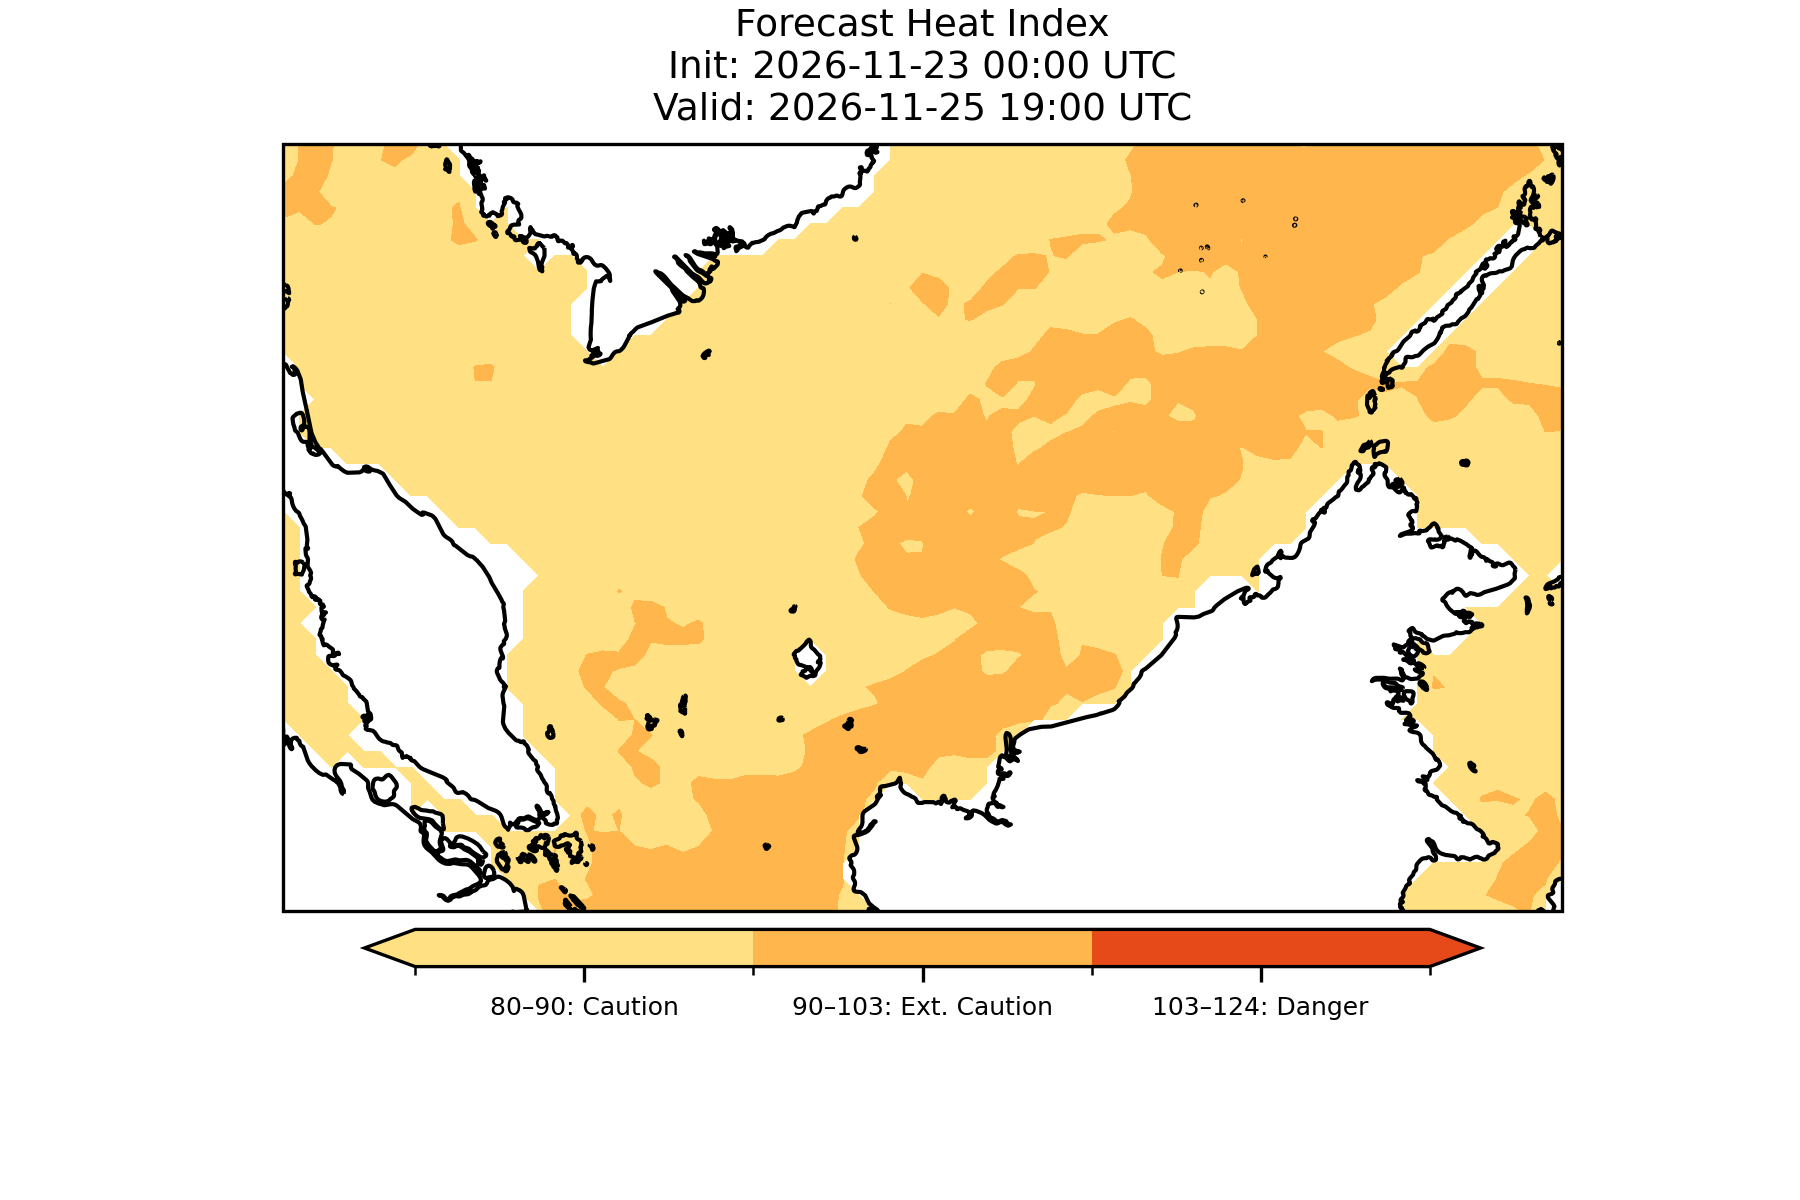 Forecast Heat Index
Init: 2026-11-23 00:00 UTC
Valid: 2026-11-25 19:00 UTC
80–90: Caution
90–103: Ext. Caution
103–124: Danger